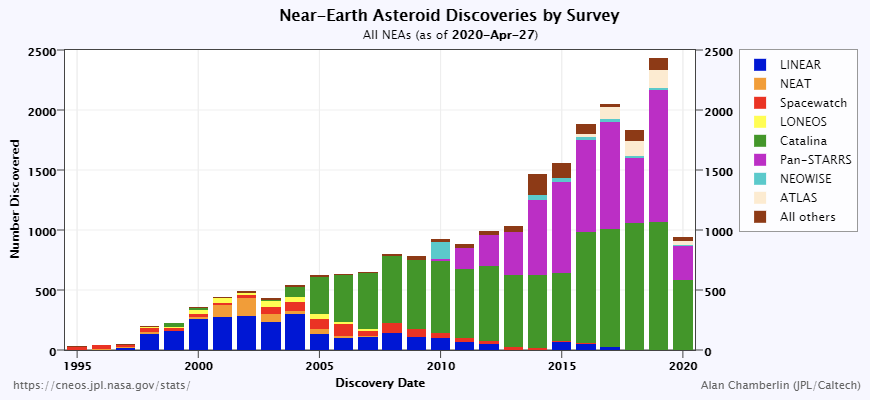 Near-Earth Asteroid Discoveries by Survey
All NEAs (as of 2020-Apr-27)
2500
2000
1500
1000
500
0
Number Discovered
1995
2000
2005
2010
2015
2020
Discovery Date
2500
2000
1500
1000
500
0
LINEAR
NEAT
Spacewatch
LONEOS
Catalina
Pan-STARRS
NEOWISE
ATLAS
All others
https://cneos.jpl.nasa.gov/stats/
Alan Chamberlin (JPL/Caltech)